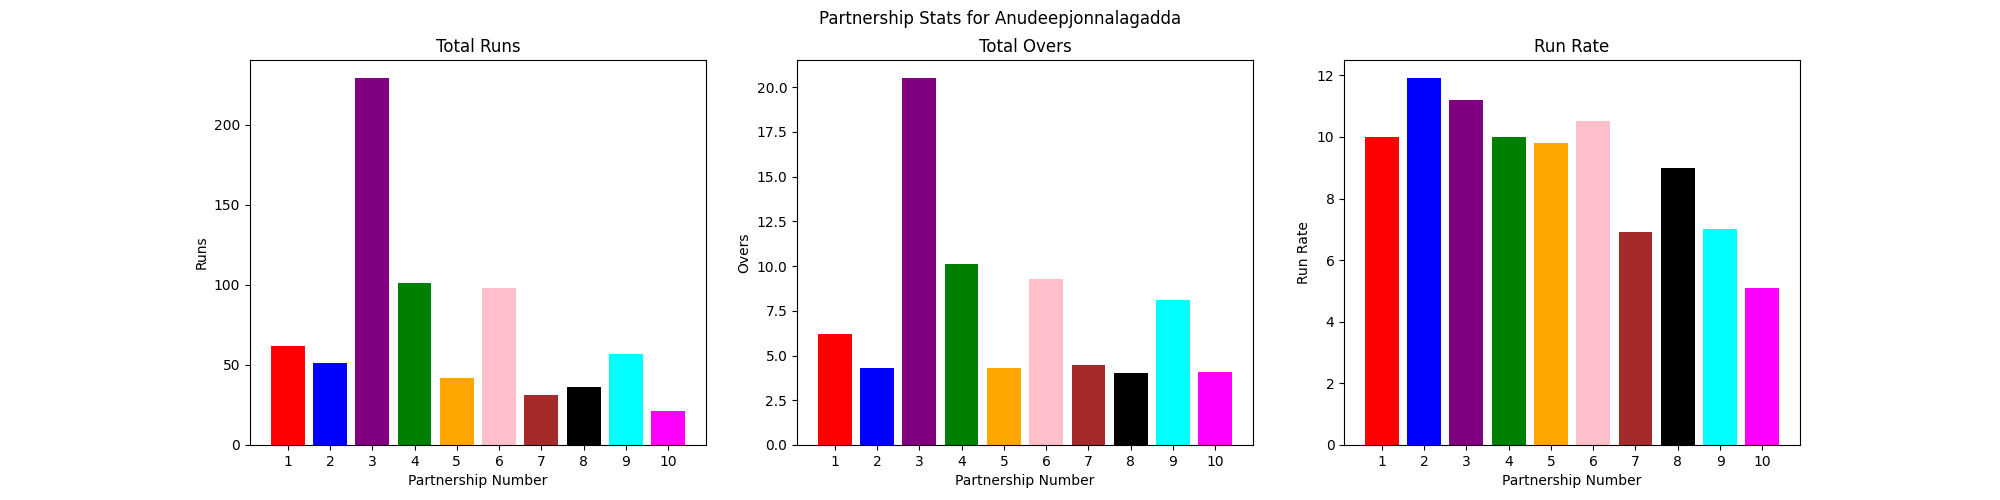 Partnership Stats for Anudeepjonnalagadda
Total Runs
Runs
200
150
100
50
0
1 2 3 4 5 6 7 8 9 10
Partnership Number
Total Overs
Overs
20.0
17.5
15.0
12.5
10.0
7.5
5.0
2.5
0.0
1 2 3 4 5 6 7 8 9 10
Partnership Number
Run Rate
Run Rate
12
10
8
6
4
2
0
1 2 3 4 5 6 7 8 9 10
Partnership Number